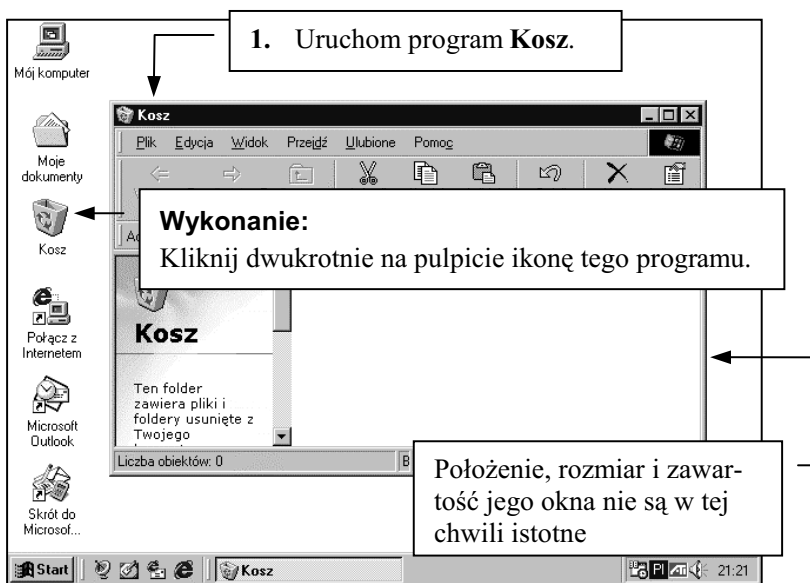 1. Uruchom program Kosz.
Mój komputer
Kosz
Plik Edycja Widok Przejdź Ulubione Pomoc
Moje
dokumenty
Wykonanie:
Kliknij dwukrotnie na pulpicie ikonę tego programu.
Kosz
Połącz z
Internetem
Kosz
Ten folder
zawiera pliki i
foldery usunięte z
Twojego
Microsoft
Outlook
Liczba obiektów: 0
Położenie, rozmiar i zawar-
tość jego okna nie są w tej
chwili istotne
Skrót do
Microsof...
Start Kosz Pl 21:21